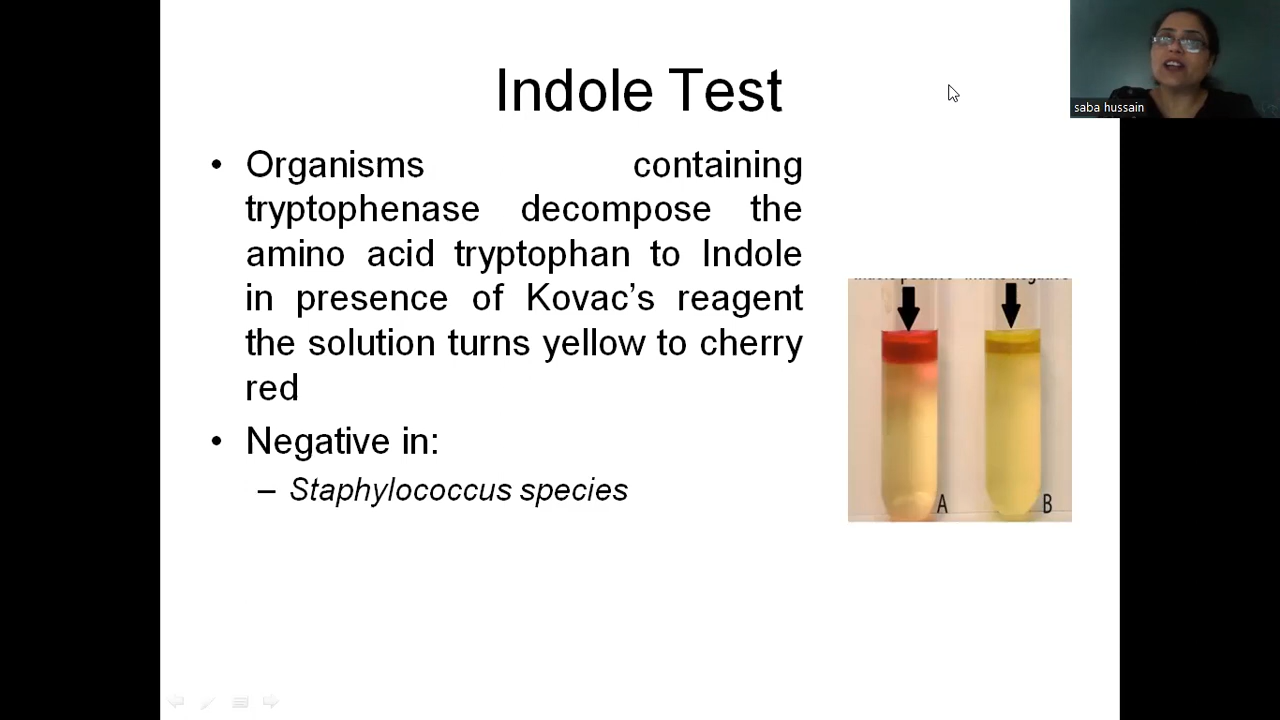 Indole Test
saba hussain
• Organisms containing
tryptophenase decompose the
amino acid tryptophan to Indole
in presence of Kovac's reagent
the solution turns yellow to cherry
red
• Negative in:
– Staphylococcus species
A B